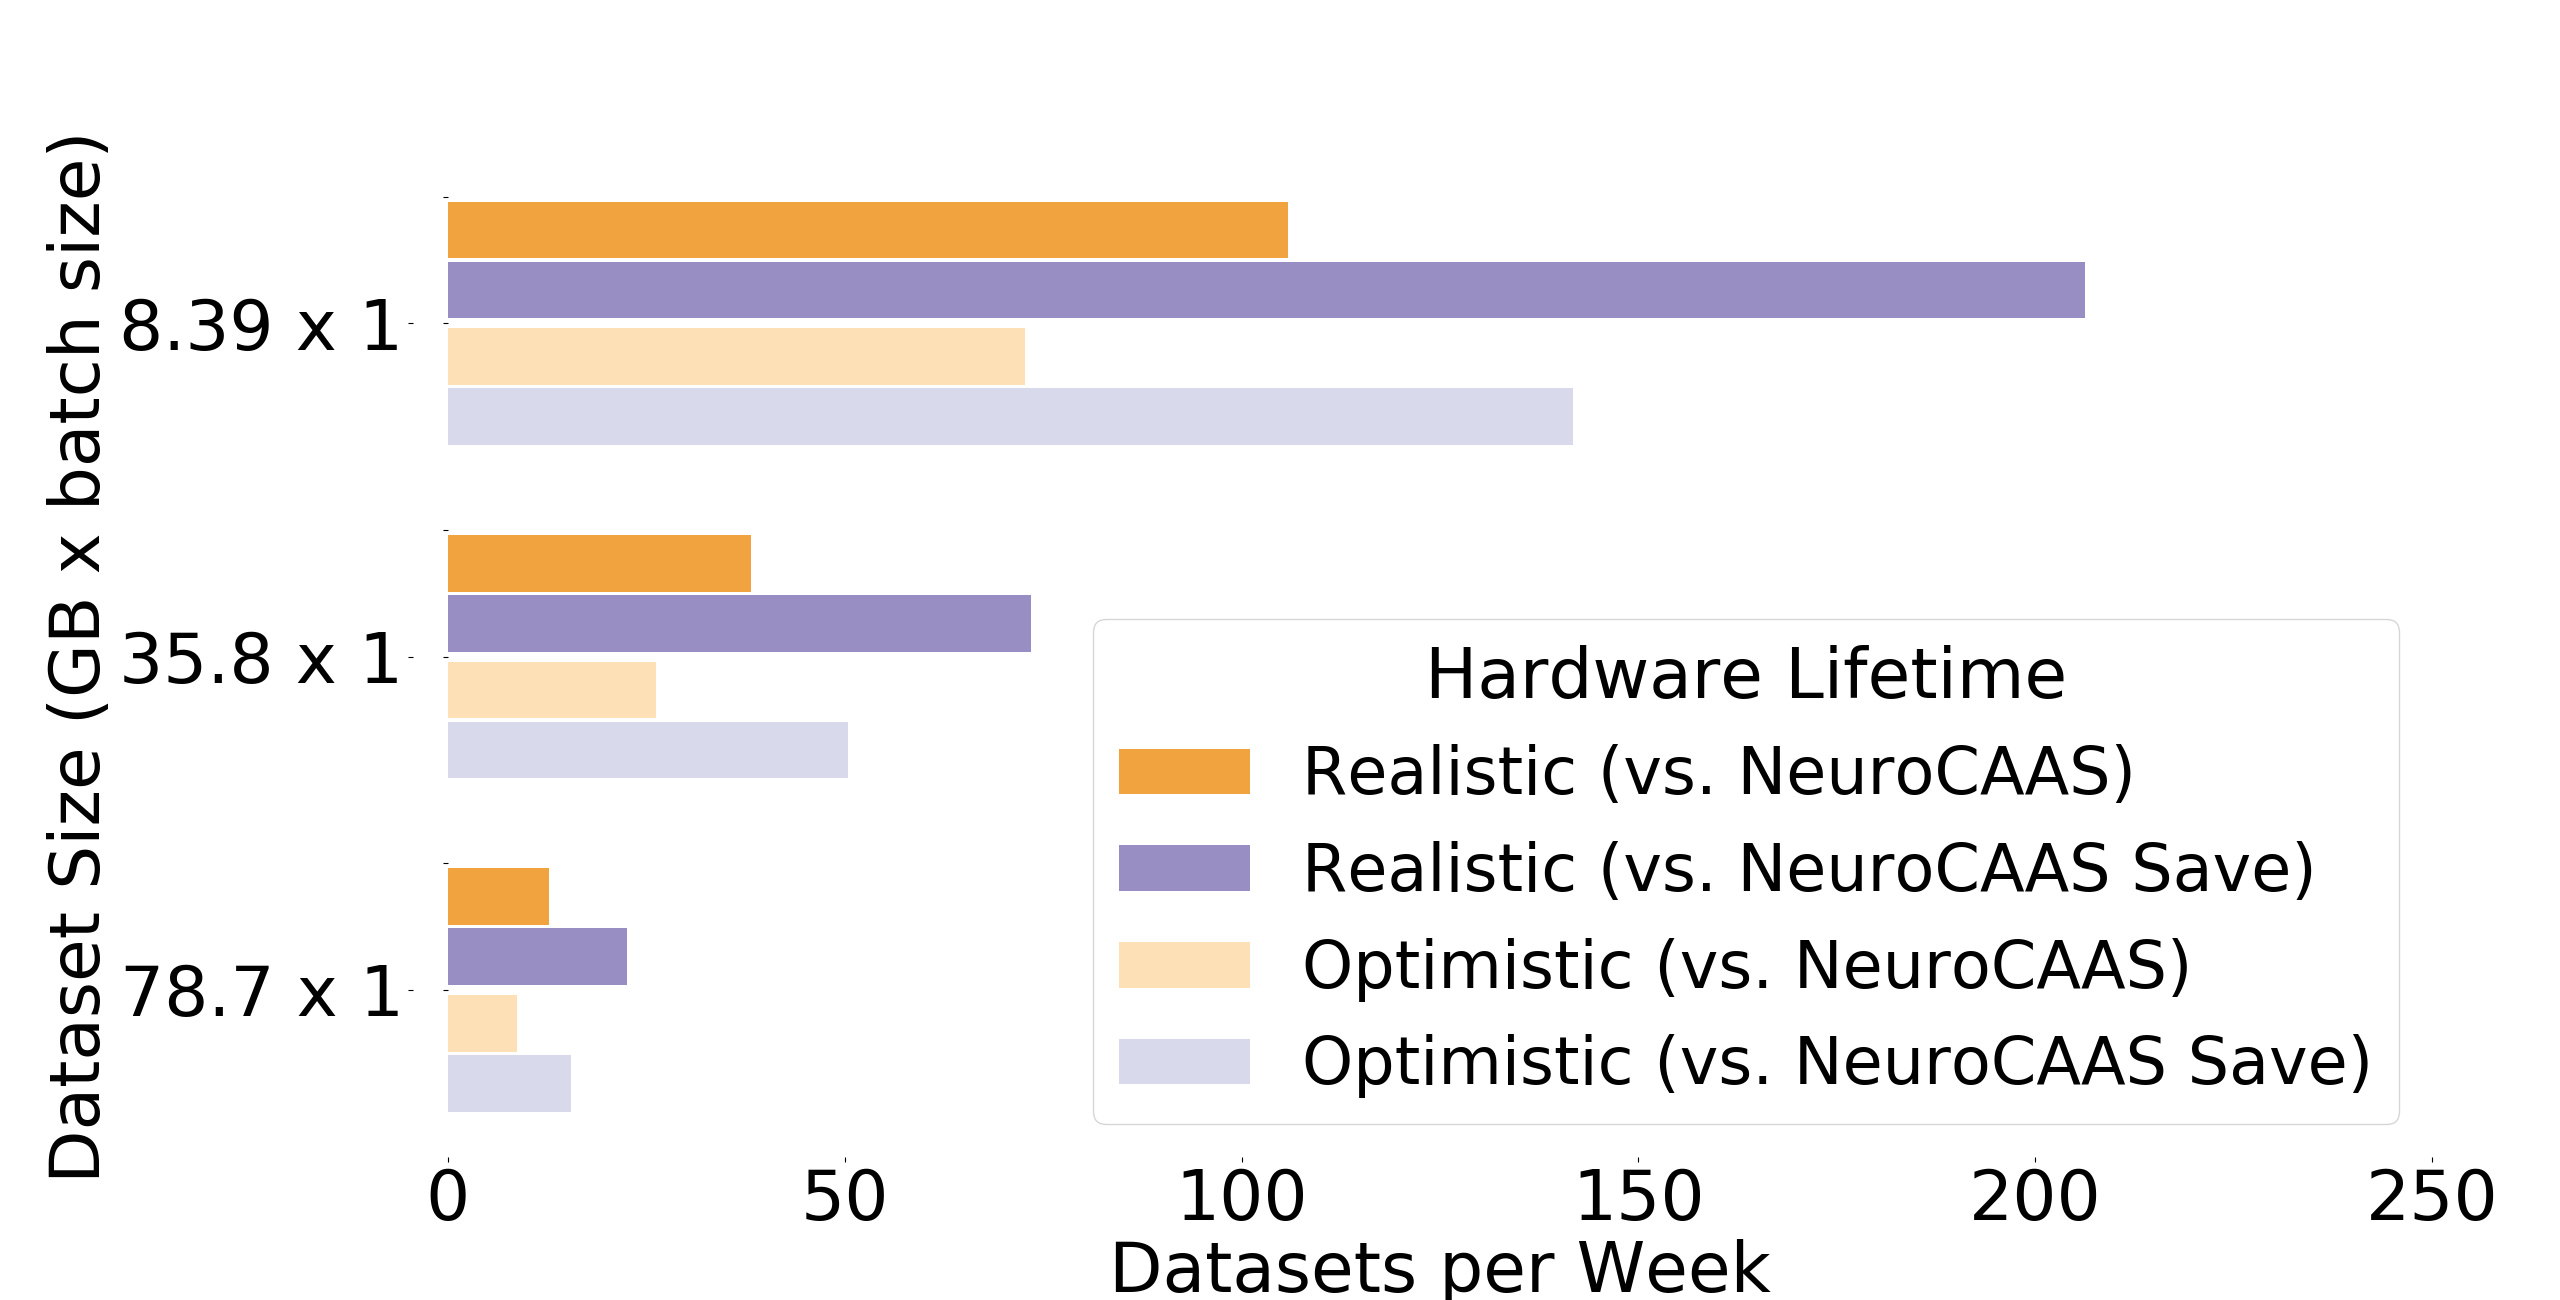 Dataset Size (GB x batch size)
8.39 x 1
35.8 x 1
78.7 x 1
Hardware Lifetime
Realistic (vs. NeuroCAAS)
Realistic (vs. NeuroCAAS Save)
Optimistic (vs. NeuroCAAS)
Optimistic (vs. NeuroCAAS Save)
0 50 100 150 200 250
Datasets per Week